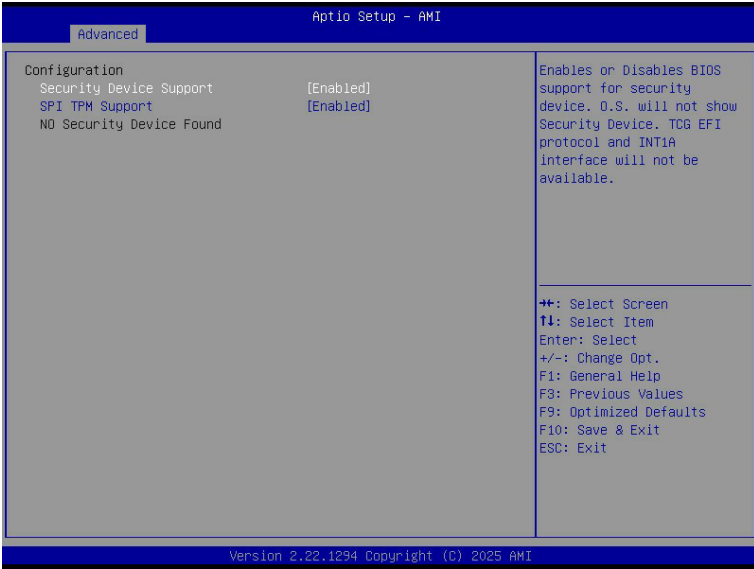 Aptio Setup – AMI
Advanced
Configuration
Security Device Support [Enabled]
SPI TPM Support [Enabled]
NO Security Device Found
Enables or Disables BIOS
support for security
device. O.S. will not show
Security Device. TCG EFI
protocol and INT1A
interface will not be
available.
→←: Select Screen
↑↓: Select Item
Enter: Select
+/-: Change Opt.
F1: General Help
F3: Previous Values
F9: Optimized Defaults
F10: Save & Exit
ESC: Exit
Version 2.22.1294 Copyright (C) 2025 AMI